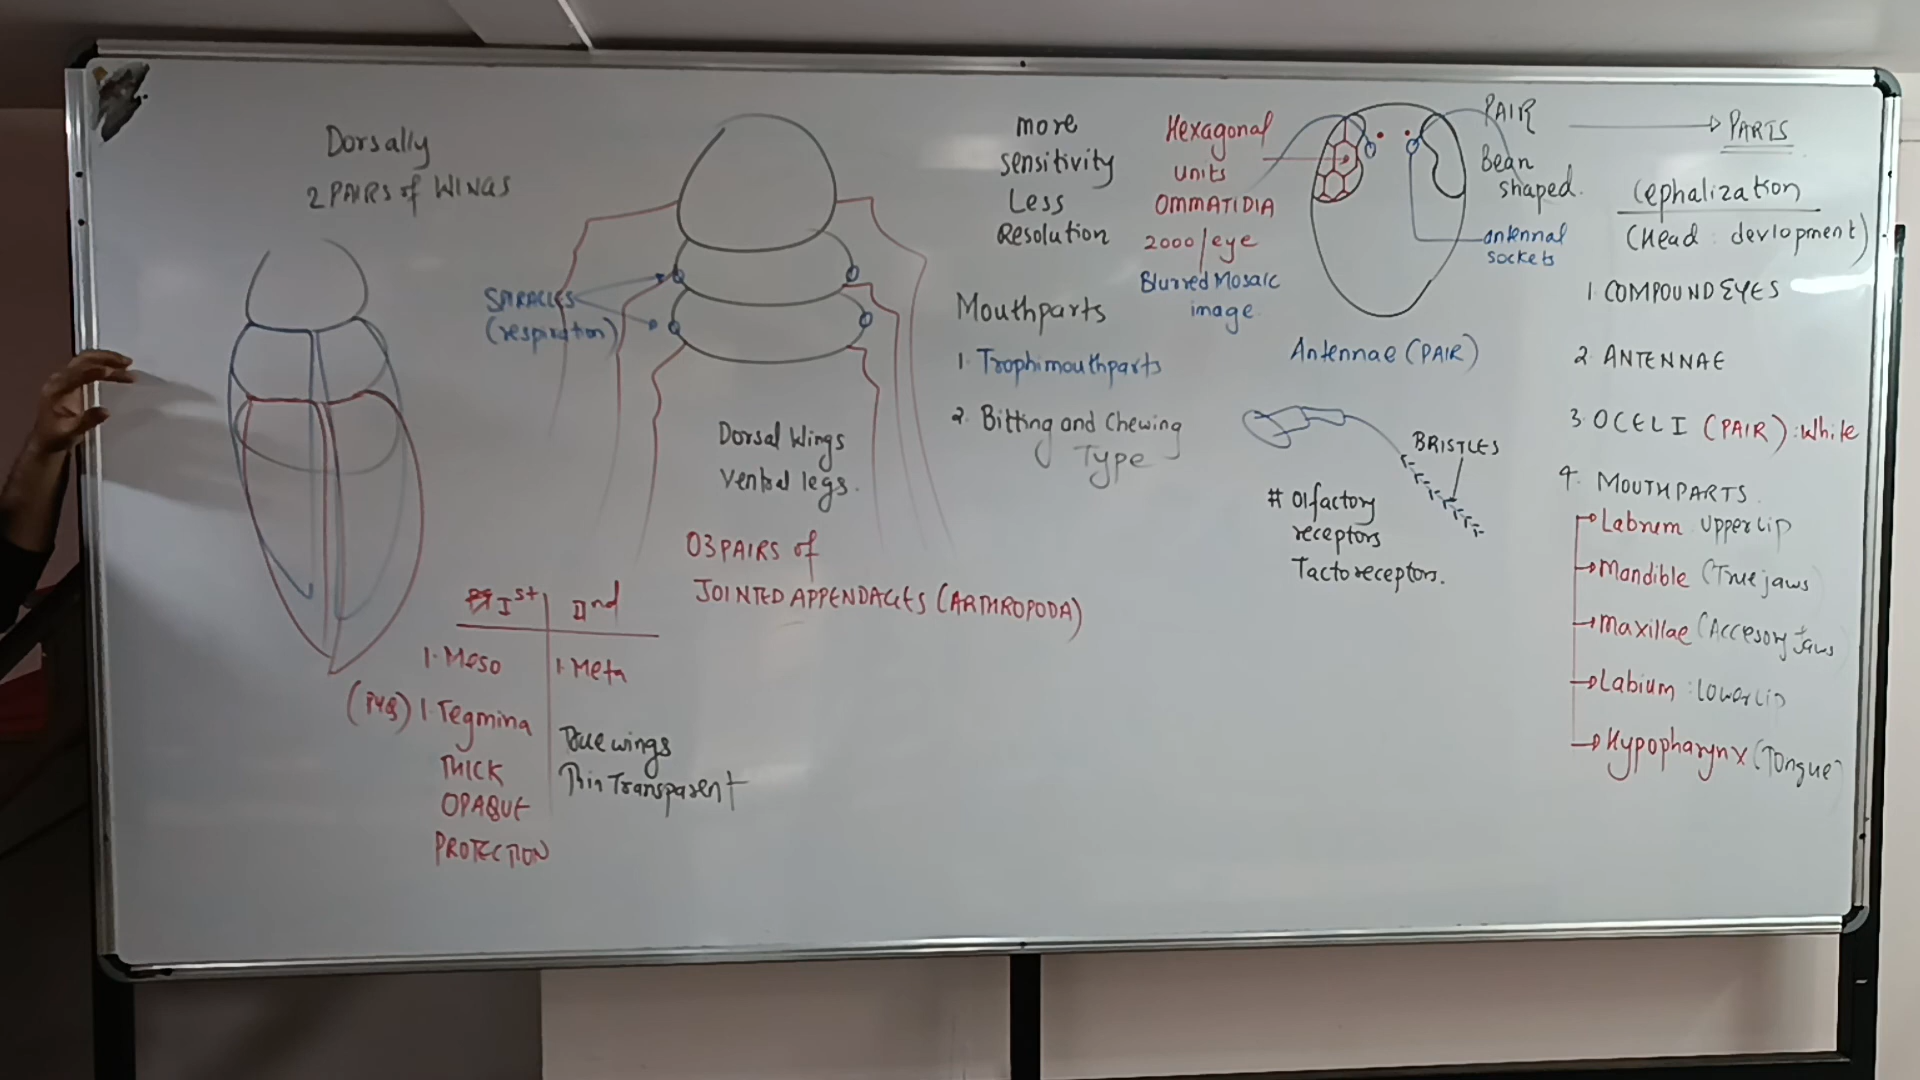 Dorsally
2 PAIRS of WINGS
SPIRACLES
(respiration)
Dorsal Wings
Ventral legs.
03 PAIRS of
JOINTED APPENDAGES (ARTHROPODA)
Ist
IInd
1. Meso
1. Meta
(PYQ) 1. Tegmina
THICK
OPAQUE
PROTECTION
True wings
Thin Transparent
more
sensitivity
Less
Resolution
Mouthparts
1. Trophimouthparts
2. Bitting and Chewing
Type
Hexagonal
units
OMMATIDIA
2000/eye
Blurred Mosaic
image.
PAIR
Bean
shaped.
antennal
sockets
Antennae (PAIR)
BRISTLES
# Olfactory
receptors
Tactoreceptors.
PARTS
Cephalization
(Head : devlopment)
1. COMPOUND EYES
2. ANTENNAE
3. OCELI (PAIR) : White
4. MOUTHPARTS
Labrum upper lip
Mandible (True jaws
Maxillae (Accesory Jaws
Labium : Lower lip
Hypopharynx (Tongue)